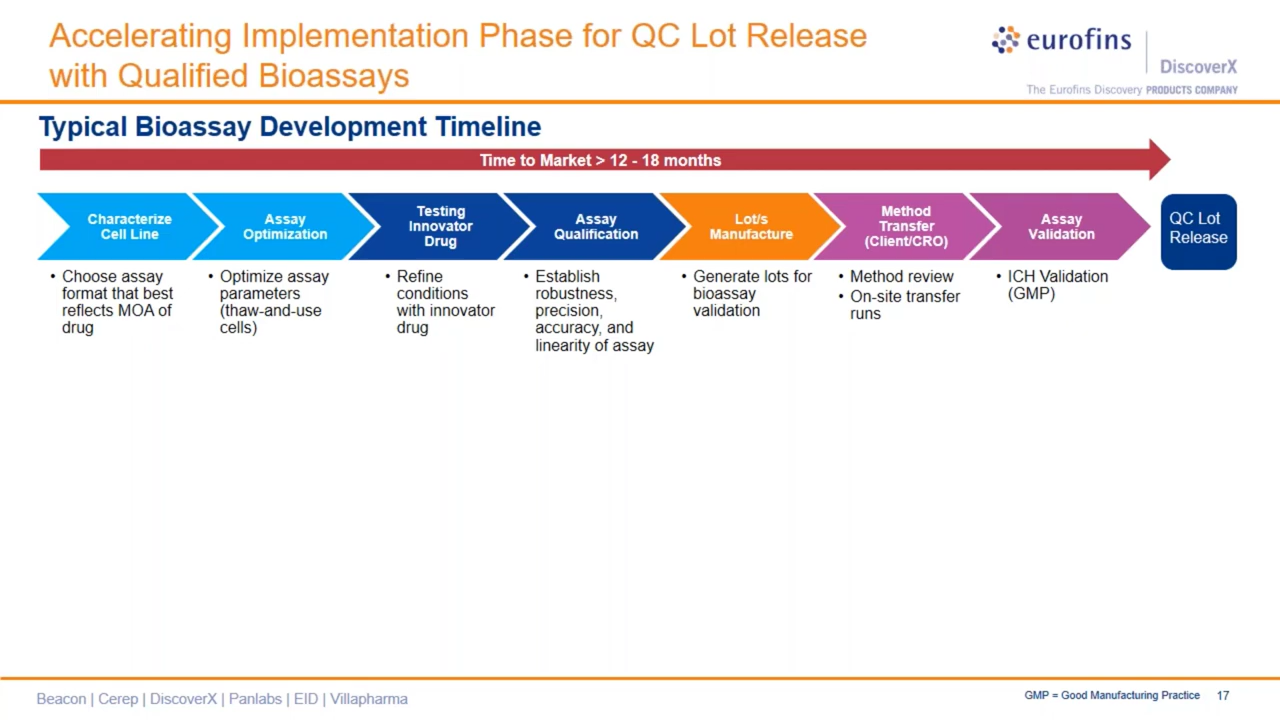 Accelerating Implementation Phase for QC Lot Release
with Qualified Bioassays
eurofins
DiscoverX
The Eurofins Discovery PRODUCTS COMPANY
Typical Bioassay Development Timeline
Time to Market > 12 - 18 months
Characterize
Cell Line
Assay
Optimization
Testing
Innovator
Drug
Assay
Qualification
Lot/s
Manufacture
Method
Transfer
(Client/CRO)
Assay
Validation
QC Lot
Release
• Choose assay
format that best
reflects MOA of
drug
• Optimize assay
parameters
(thaw-and-use
cells)
• Refine
conditions
with innovator
drug
• Establish
robustness,
precision,
accuracy, and
linearity of assay
• Generate lots for
bioassay
validation
• Method review
• On-site transfer
runs
• ICH Validation
(GMP)
Beacon | Cerep | DiscoverX | Panlabs | EID | Villapharma
GMP = Good Manufacturing Practice
17